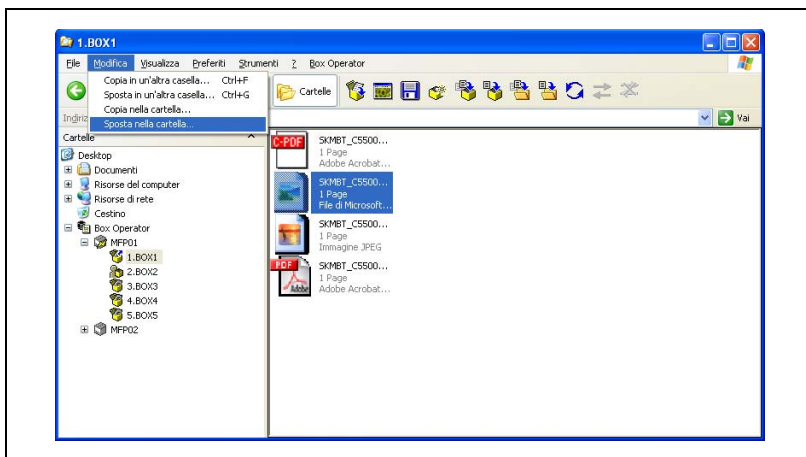 1.BOX1
File Modifica Visualizza Preferiti Strumenti ? Box Operator
Copia in un'altra casella... Ctrl+F
Sposta in un'altra casella... Ctrl+G
Copia nella cartella...
Sposta nella cartella...
Cartelle
Indiriz
Vai
Cartelle
Desktop
Documenti
Risorse del computer
Risorse di rete
Cestino
Box Operator
MFP01
1.BOX1
2.BOX2
3.BOX3
4.BOX4
5.BOX5
MFP02
C-PDF
SKMBT_C5500...
1 Page
Adobe Acrobat...
SKMBT_C5500...
1 Page
File di Microsoft...
SKMBT_C5500...
1 Page
Immagine JPEG
PDF
Adobe
SKMBT_C5500...
1 Page
Adobe Acrobat...